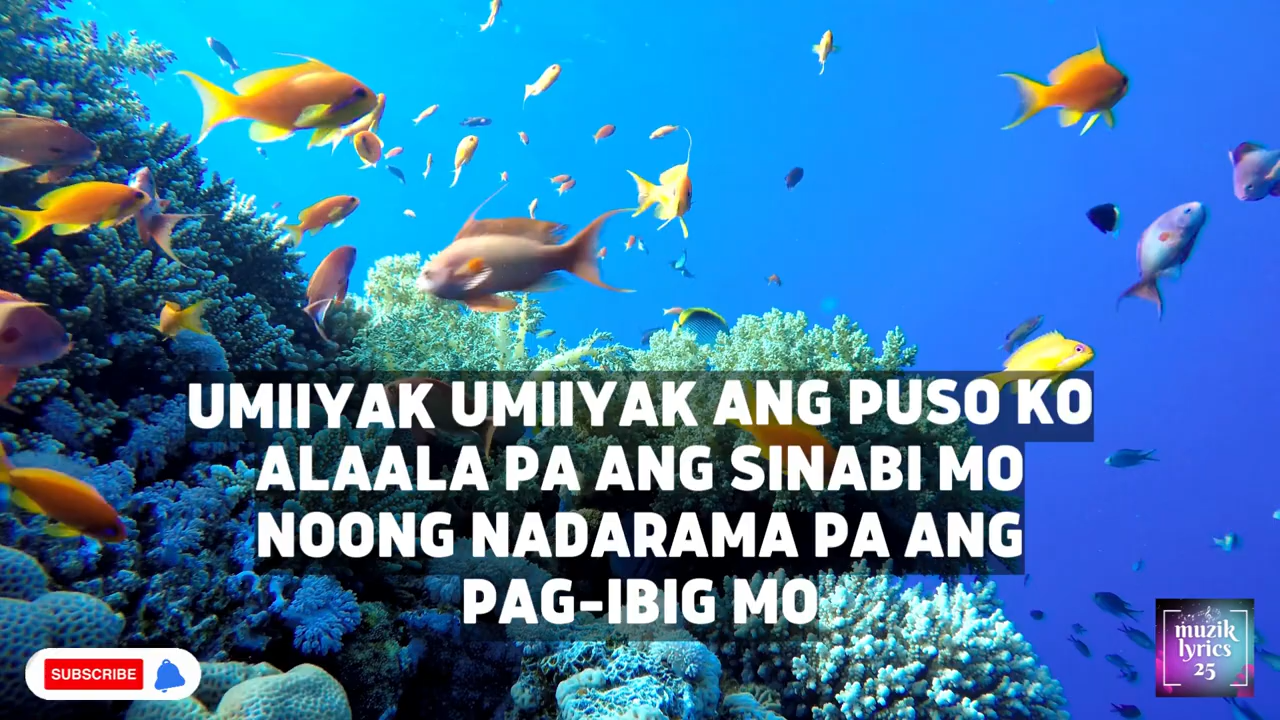 UMIIYAK UMIIYAK ANG PUSO KO
ALAALA PA ANG SINABI MO
NOONG NADARAMA PA ANG
PAG-IBIG MO
SUBSCRIBE
muzik
lyrics
25